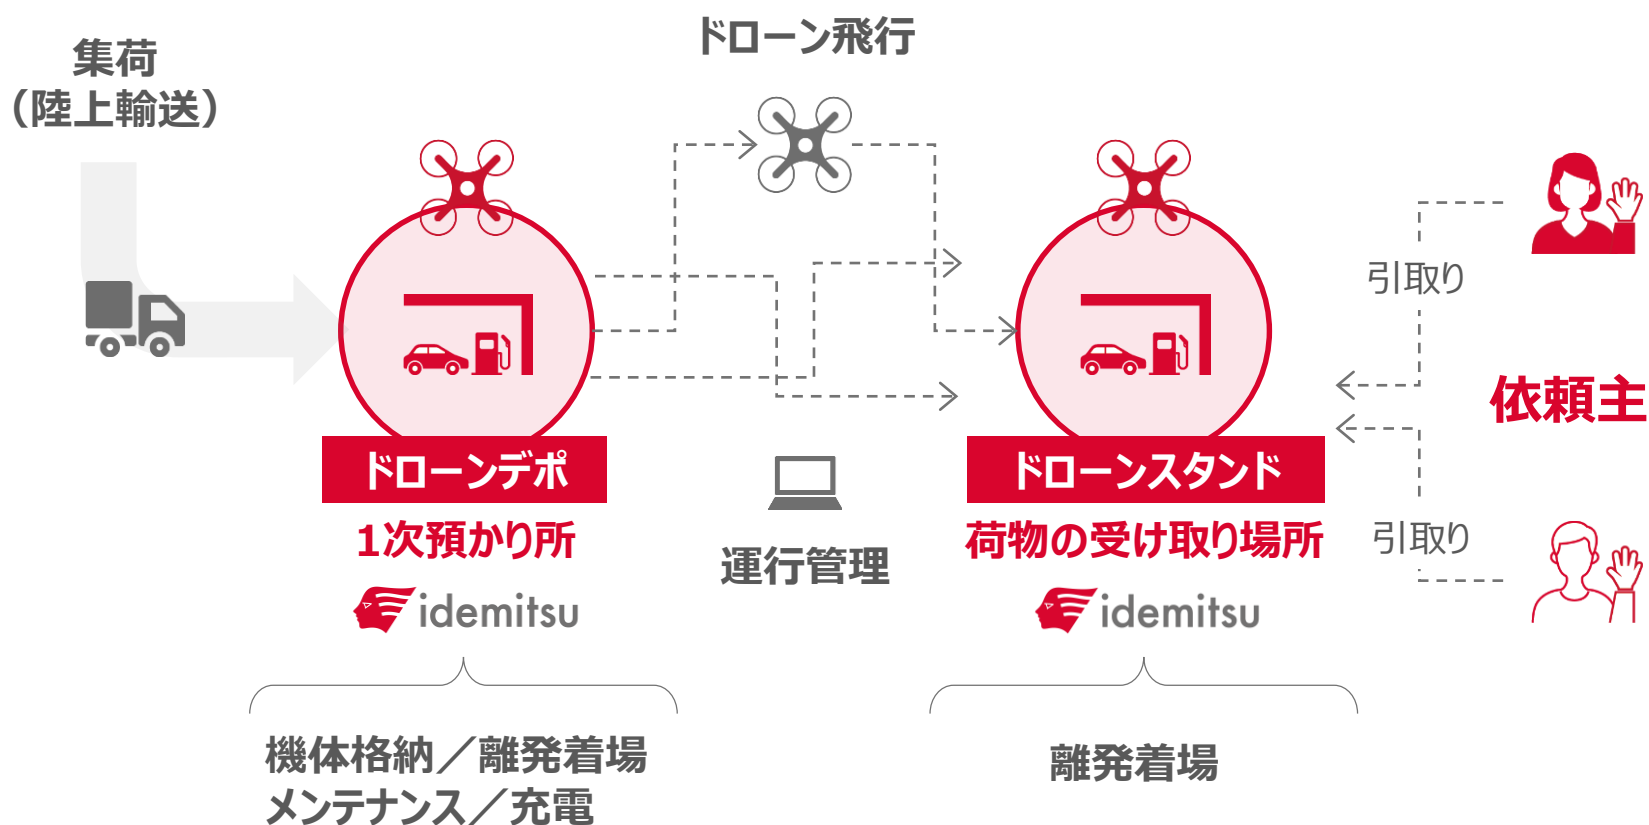 集荷
（陸上輸送）
ドローン飛行
引取り
依頼主
引取り
ドローンデポ
1次預かり所
idemitsu
運行管理
ドローンスタンド
荷物の受け取り場所
idemitsu
機体格納／離発着場
メンテナンス／充電
離発着場